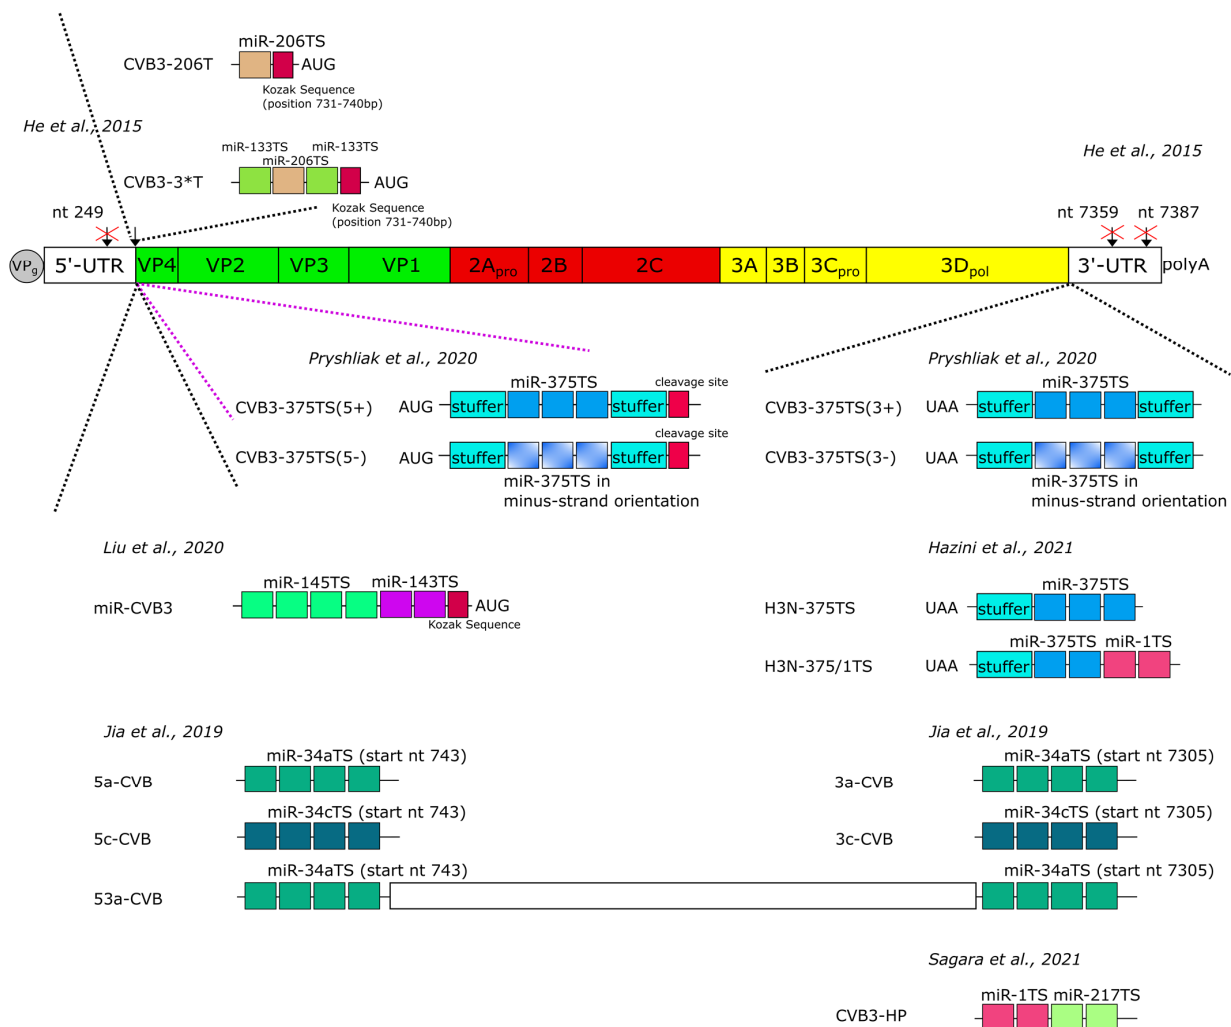 miR-206TS
CVB3-206T
AUG
Kozak Sequence
(position 731-740bp)
He et al., 2015
miR-133TS
miR-133TS
miR-206TS
CVB3-3*T
AUG
Kozak Sequence
(position 731-740bp)
He et al., 2015
nt 249
nt 7359
nt 7387
VPg
5'-UTR
VP4
VP2
VP3
VP1
2Apro
2B
2C
3A
3B
3Cpro
3Dpol
3'-UTR
polyA
Pryshliak et al., 2020
miR-375TS
cleavage site
CVB3-375TS(5+)
AUG
stuffer
stuffer
cleavage site
CVB3-375TS(5-)
AUG
stuffer
stuffer
miR-375TS in
minus-strand orientation
Pryshliak et al., 2020
miR-375TS
CVB3-375TS(3+)
UAA
stuffer
stuffer
CVB3-375TS(3-)
UAA
stuffer
stuffer
miR-375TS in
minus-strand orientation
Liu et al., 2020
miR-145TS
miR-143TS
miR-CVB3
AUG
Kozak Sequence
Hazini et al., 2021
miR-375TS
H3N-375TS
UAA
stuffer
miR-375TS
miR-1TS
H3N-375/1TS
UAA
stuffer
Jia et al., 2019
miR-34aTS (start nt 743)
5a-CVB
miR-34cTS (start nt 743)
5c-CVB
miR-34aTS (start nt 743)
53a-CVB
Jia et al., 2019
miR-34aTS (start nt 7305)
3a-CVB
miR-34cTS (start nt 7305)
3c-CVB
miR-34aTS (start nt 7305)
Sagara et al., 2021
miR-1TS
miR-217TS
CVB3-HP